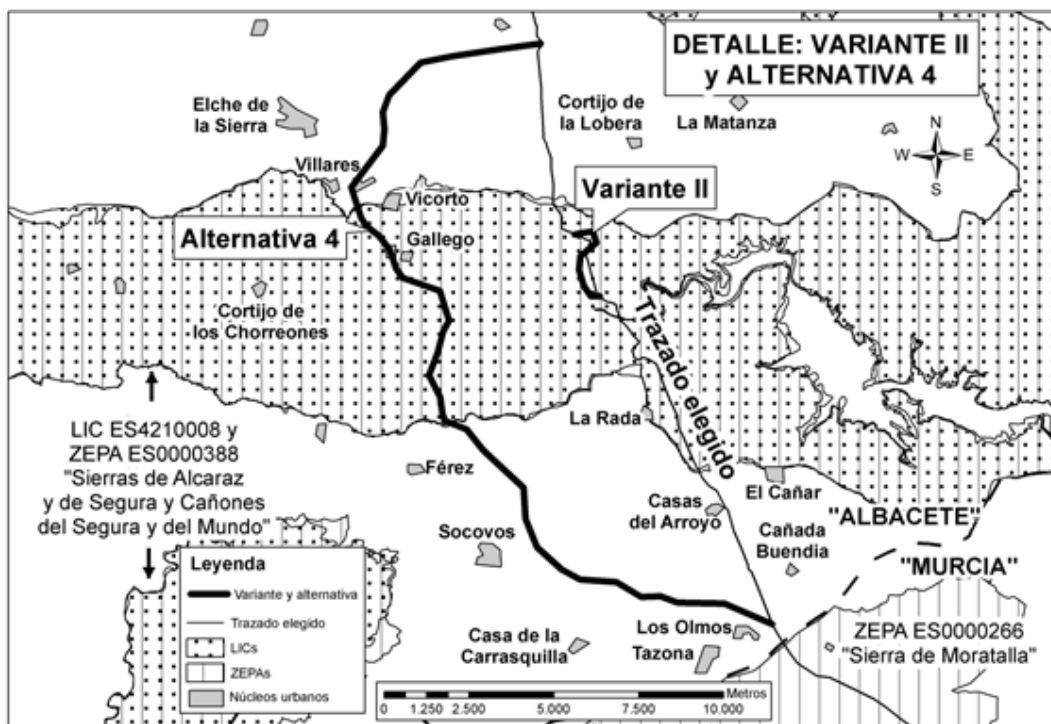 DETALLE: VARIANTE II
y ALTERNATIVA 4
Elche de
la Sierra
Cortijo de
la Lobera
La Matanza
N
W
E
S
Villares
Vicorto
Variante II
Alternativa 4
Gallego
Cortijo de
los Chorreones
Trazado elegido
La Rada
LIC ES4210008 y
ZEPA ES0000388
"Sierras de Alcaraz
y de Segura y Cañones
del Segura y del Mundo"
Férez
El Cañar
Casas
del Arroyo
"ALBACETE"
Cañada
Buendia
Socovos
"MURCIA"
Leyenda
Variante y alternativa
Trazado elegido
LICs
ZEPAs
Núcleos urbanos
Casa de la
Carrasquilla
Los Olmos
Tazona
ZEPA ES0000266
"Sierra de Moratalla"
Metros
0 1.250 2.500 5.000 7.500 10.000